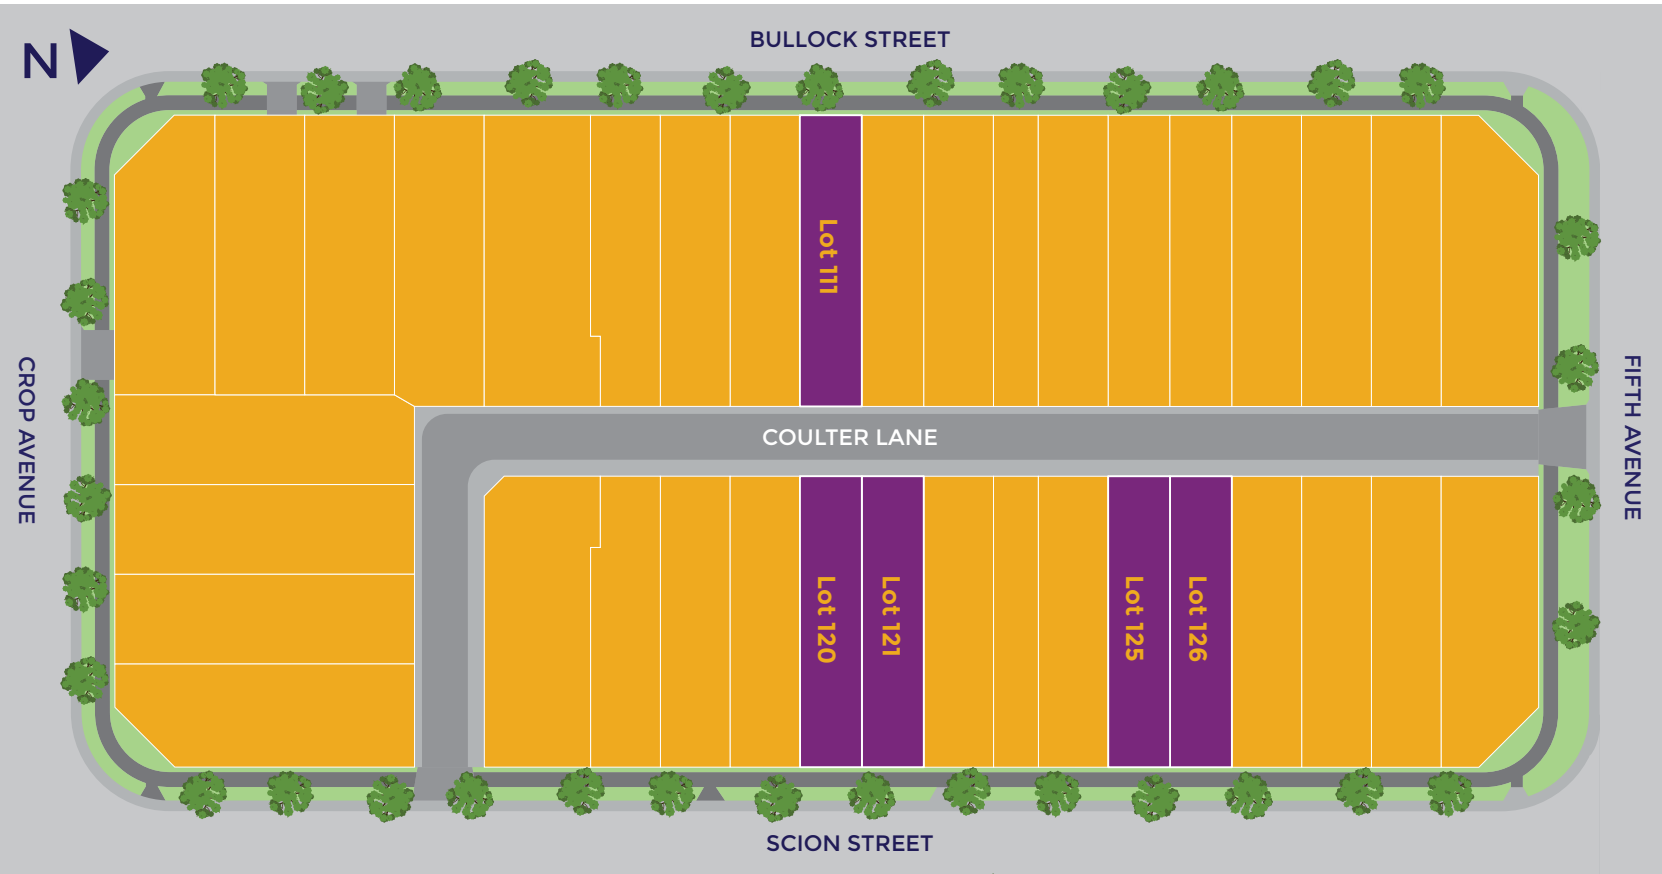 N
BULLOCK STREET
Lot 111
CROP AVENUE
COULTER LANE
FIFTH AVENUE
Lot 120
Lot 121
Lot 125
Lot 126
SCION STREET